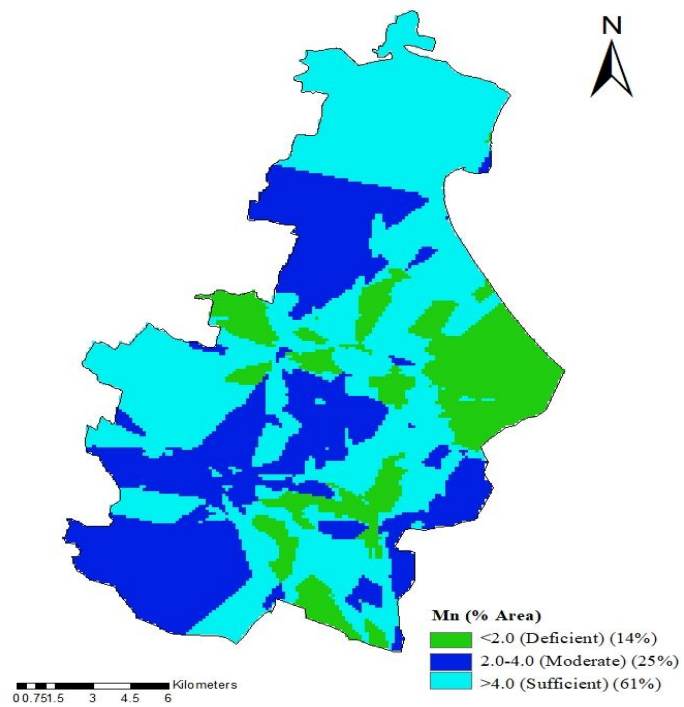 N
Mn (% Area)
<2.0 (Deficient) (14%)
2.0-4.0 (Moderate) (25%)
>4.0 (Sufficient) (61%)
Kilometers
0 0.75 1.5 3 4.5 6